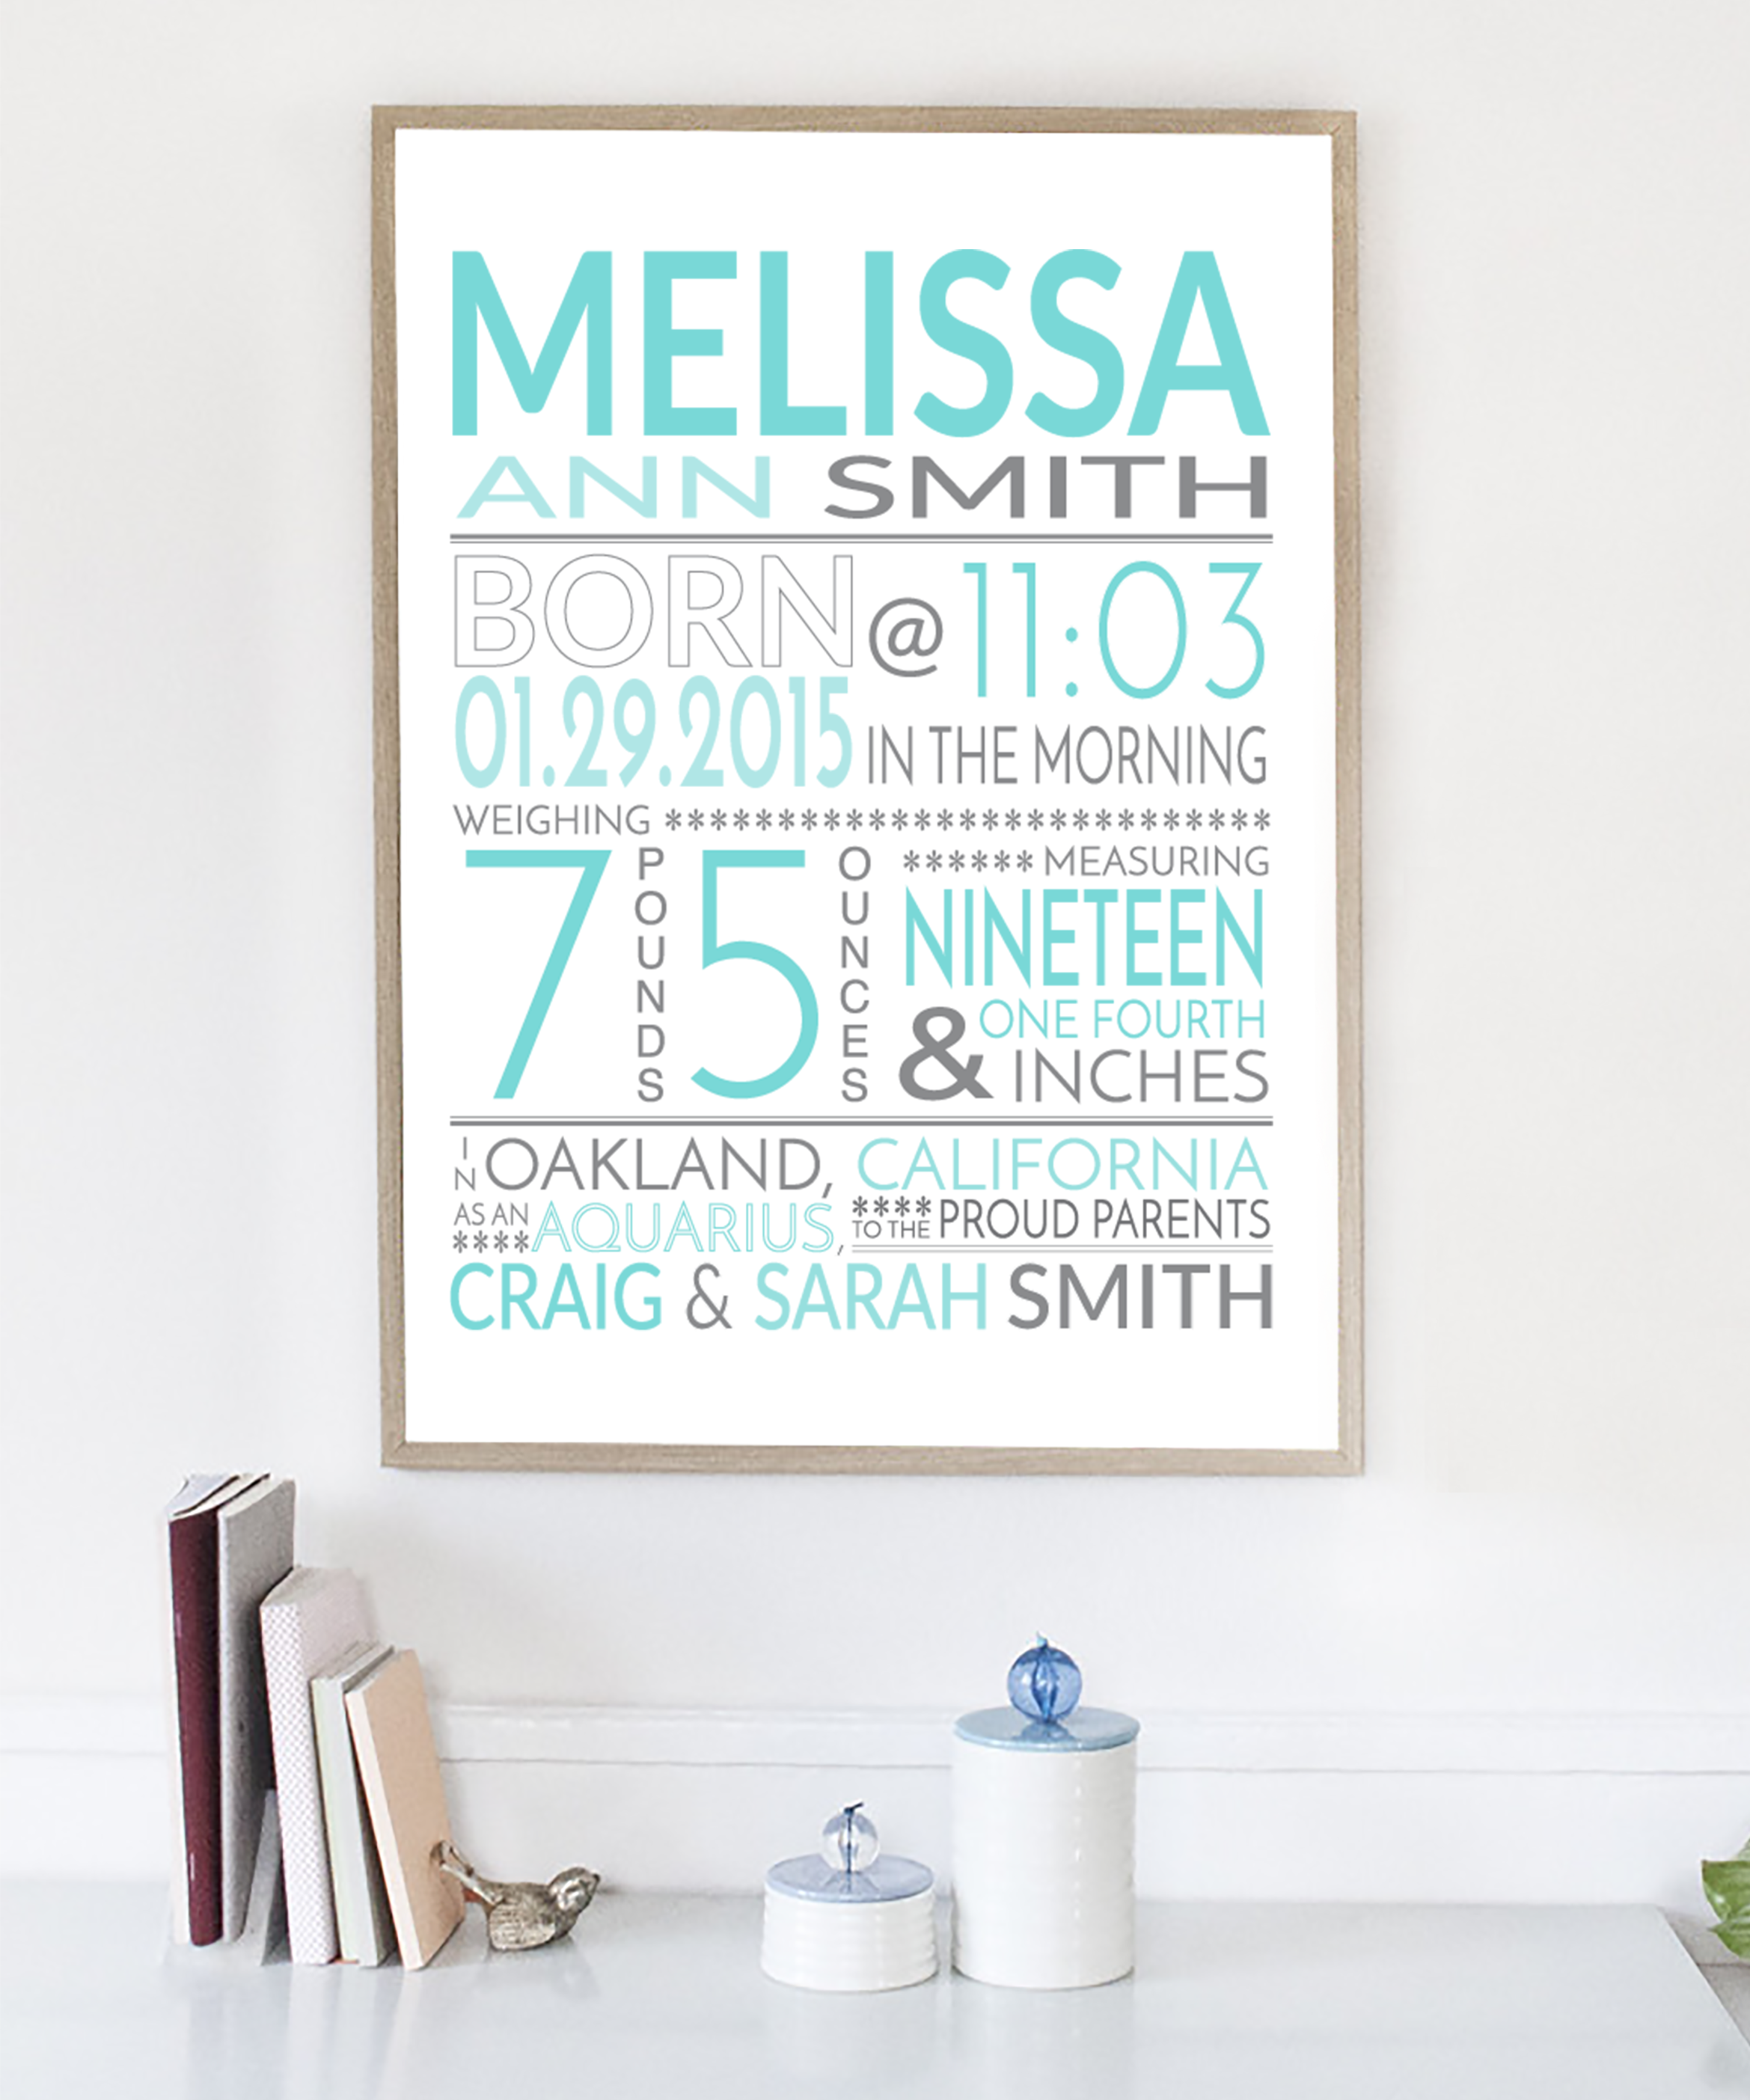 MELISSA
ANN SMITH
BORN @ 11:03
01.29.2015 IN THE MORNING
WEIGHING ***************************
7 POUNDS 5 OUNCES
****** MEASURING
NINETEEN
& ONE FOURTH
INCHES
IN OAKLAND, CALIFORNIA
AS AN **** AQUARIUS, **** TO THE PROUD PARENTS
CRAIG & SARAH SMITH